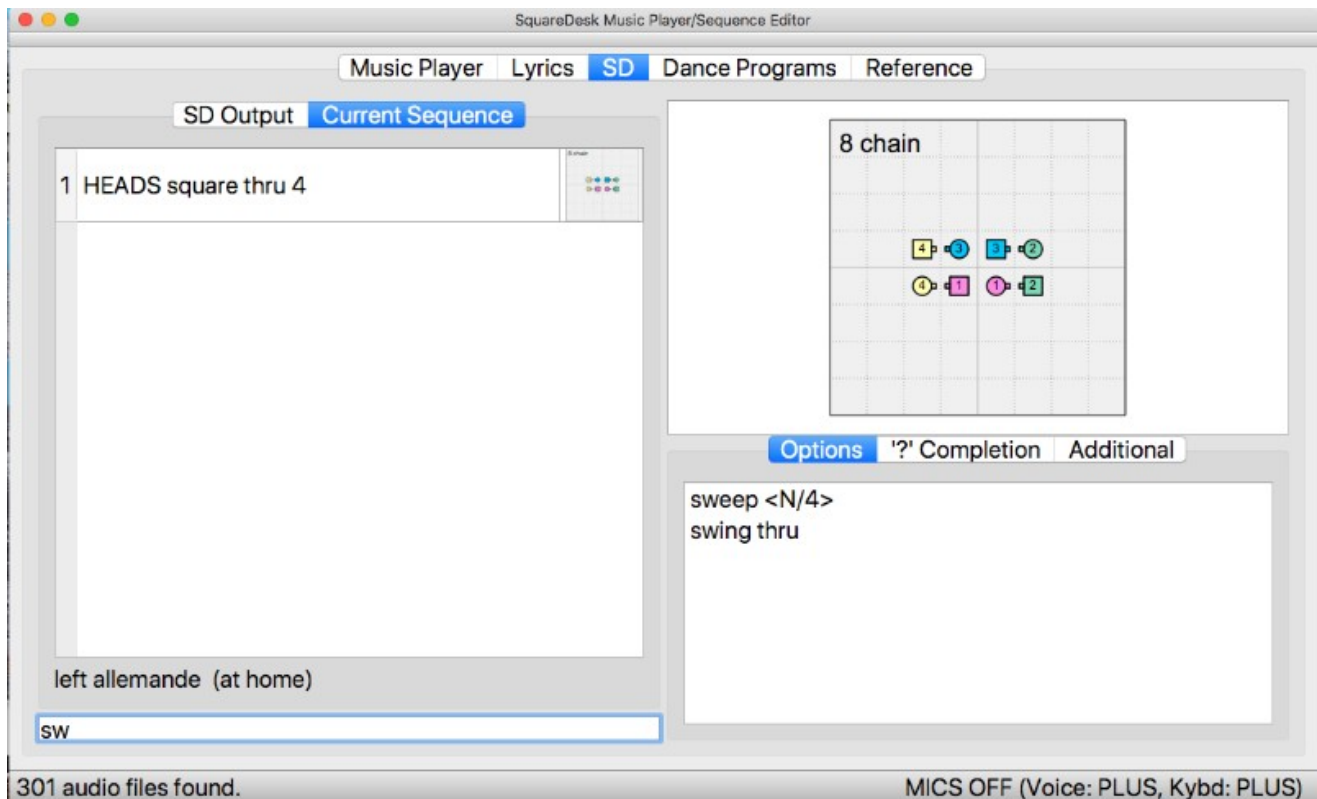 SquareDesk Music Player/Sequence Editor
Music Player Lyrics SD Dance Programs Reference
SD Output Current Sequence
1 HEADS square thru 4
8 chain
8 chain
4 3 3 2
4 1 1 2
Options '?' Completion Additional
sweep <N/4>
swing thru
left allemande (at home)
sw
301 audio files found.
MICS OFF (Voice: PLUS, Kybd: PLUS)